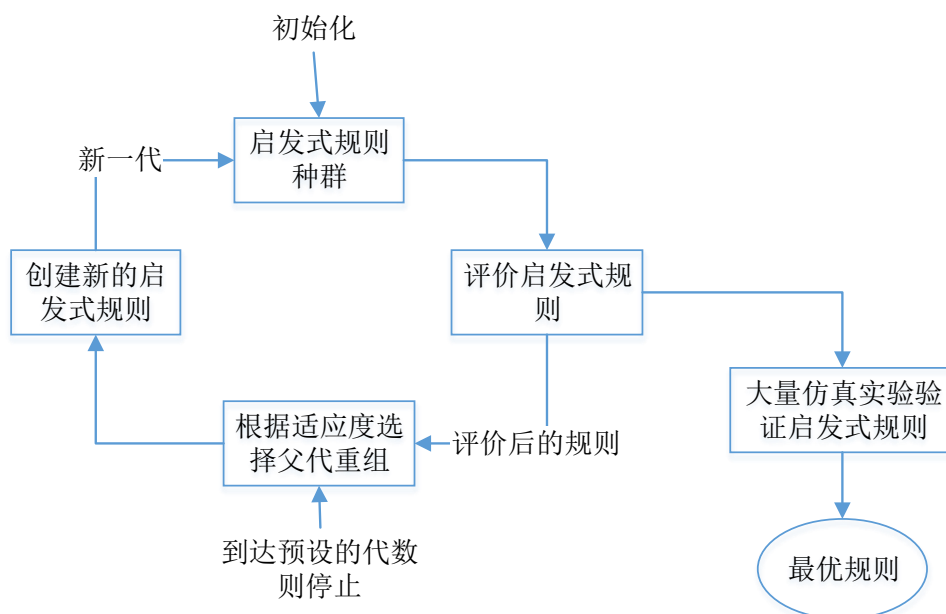 初始化
启发式规则
种群
新一代
创建新的启
发式规则
评价启发式规
则
大量仿真实验验
证启发式规则
根据适应度选
择父代重组
评价后的规则
到达预设的代数
则停止
最优规则